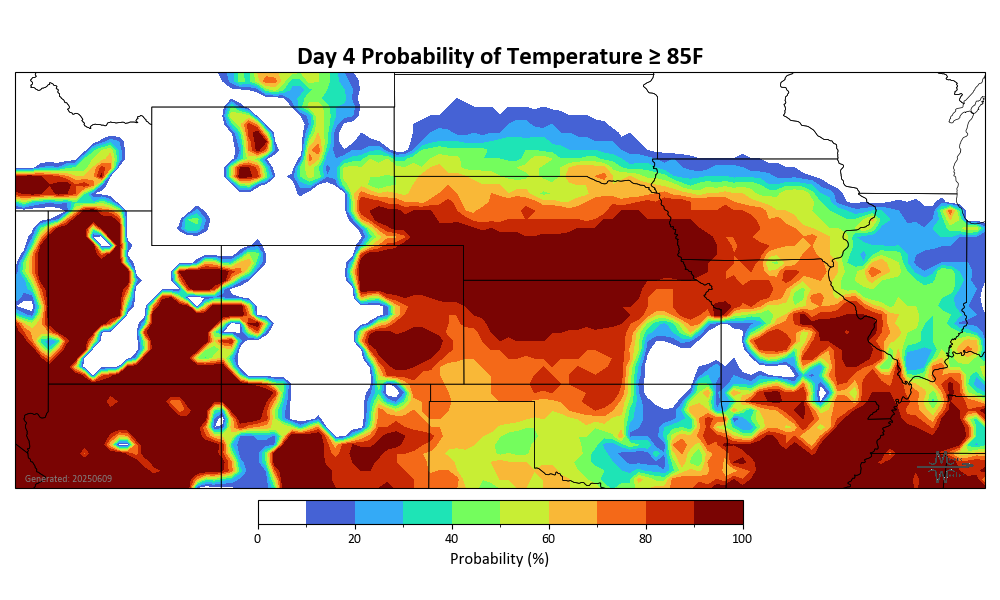 Day 4 Probability of Temperature ≥ 85F
Generated: 20250609
0 20 40 60 80 100
Probability (%)